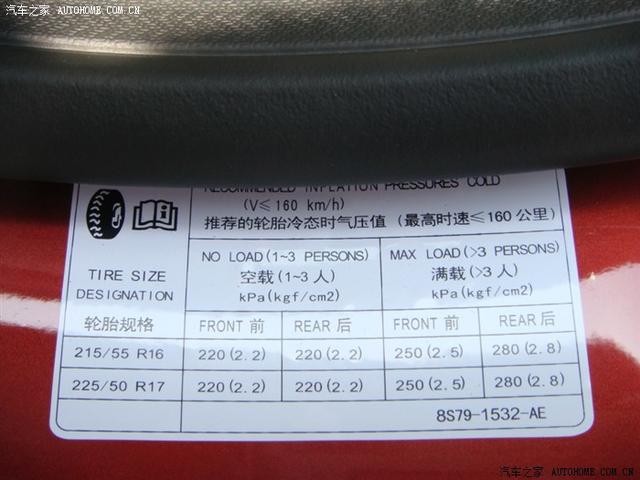 汽车之家 AUTOHOME.COM.CN
RECOMMENDED INFLATION PRESSURES COLD
(V≤160 km/h)
推荐的轮胎冷态时气压值 (最高时速≤160公里)
TIRE SIZE
DESIGNATION
轮胎规格
NO LOAD(1~3 PERSONS)
空载(1~3人)
kPa(kgf/cm2)
MAX LOAD(>3 PERSONS)
满载(>3人)
kPa(kgf/cm2)
FRONT 前 REAR 后 FRONT 前 REAR 后
215/55 R16 220(2.2) 220(2.2) 250(2.5) 280(2.8)
225/50 R17 220(2.2) 220(2.2) 250(2.5) 280(2.8)
8S79-1532-AE
汽车之家 AUTOHOME.COM.CN